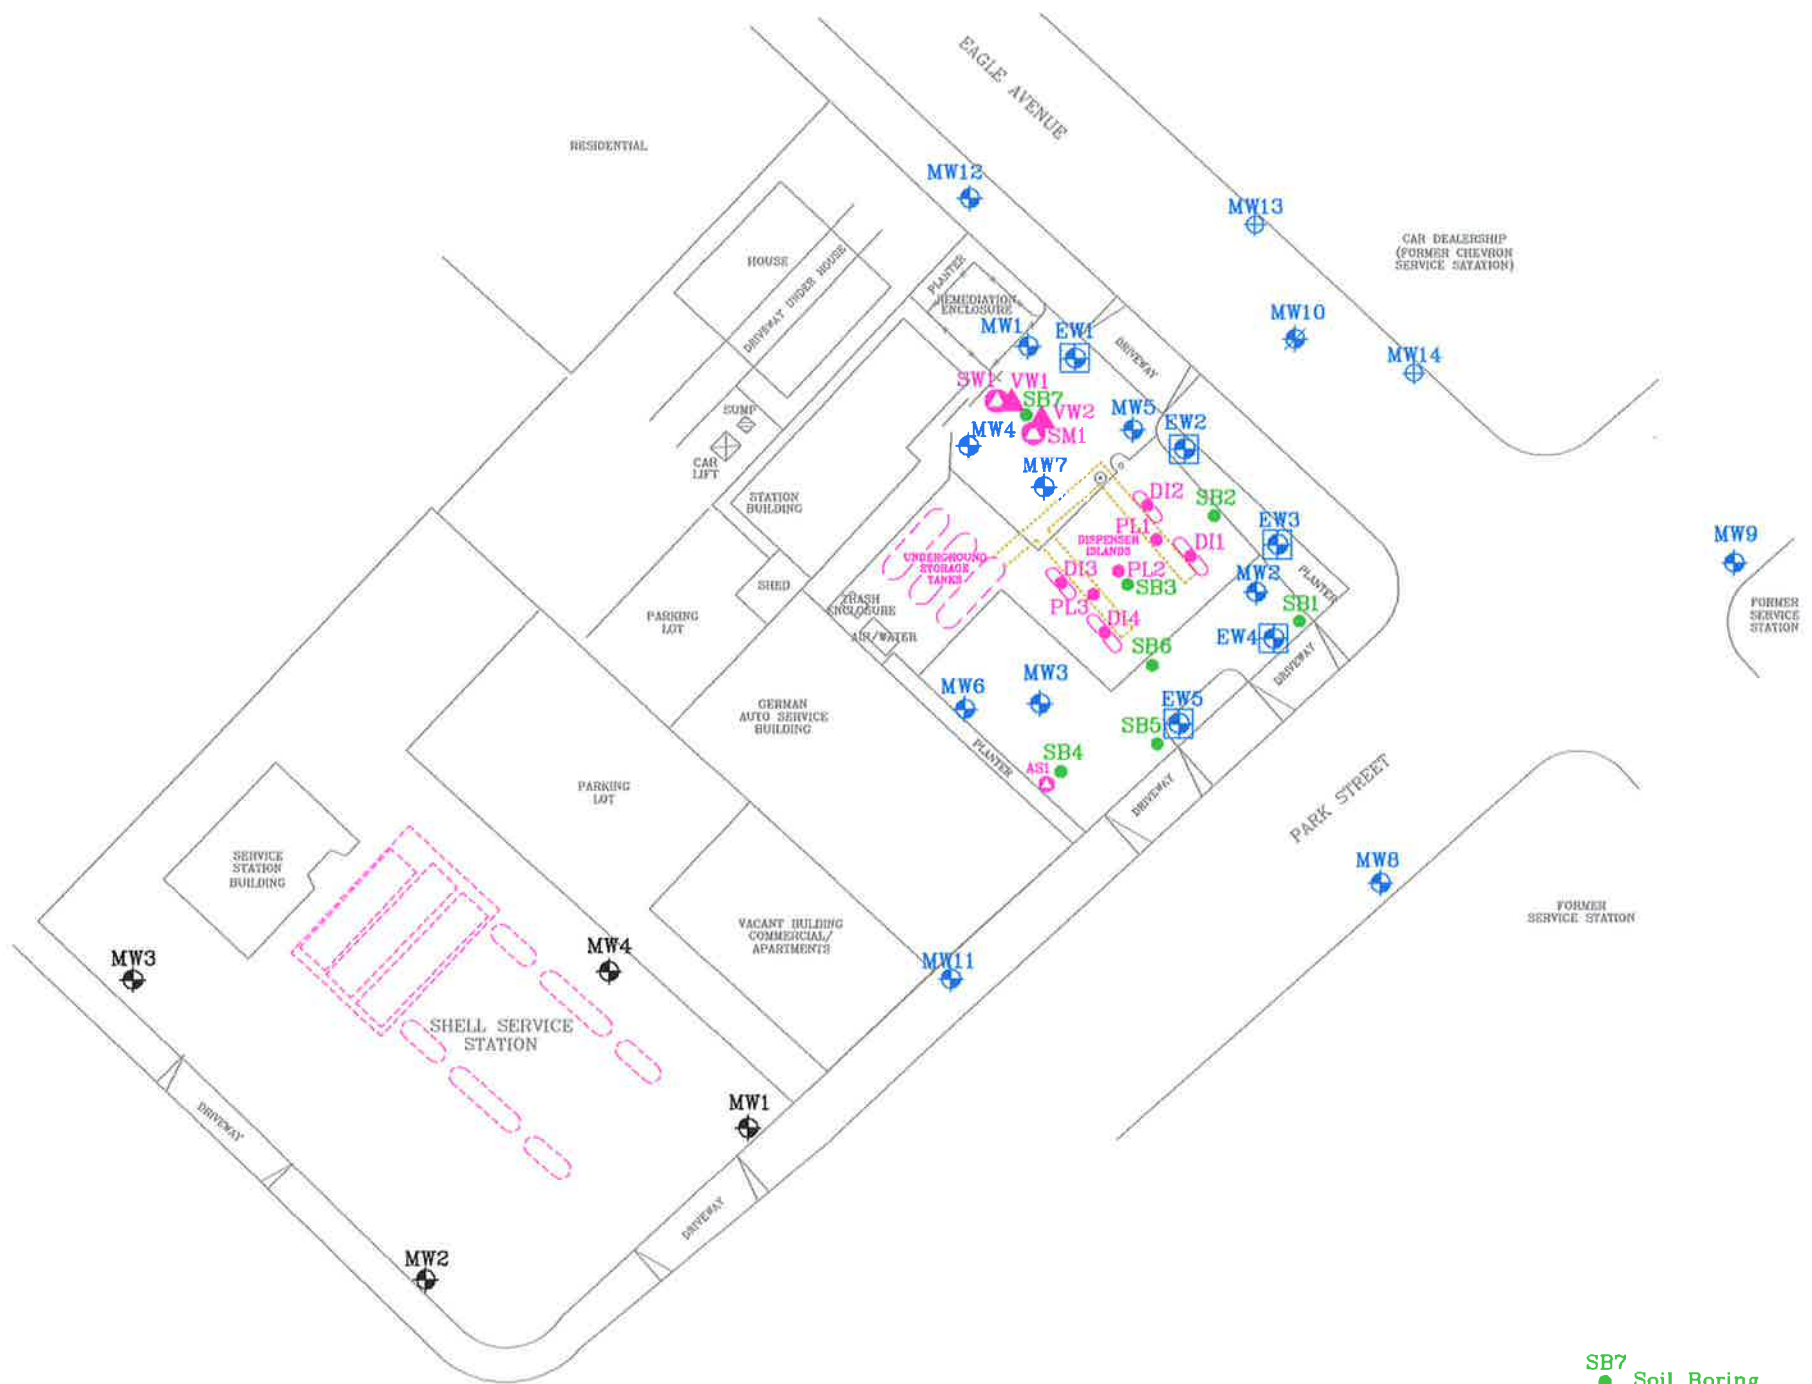 EAGLE AVENUE
RESIDENTIAL
MW12
MW13
CAR DEALERSHIP
(FORMER CHEVRON
SERVICE SATAYION)
HOUSE
DRIVEWAY UNDER HOUSE
PLANTER
REMEDIATION
ENCLOSURE
MW1
EW1
DRIVEWAY
MW10
MW14
SW1
VW1
SB7
VW2
SM1
MW4
MW5
EW2
SUMP
CAR
LIFT
MW7
STATION
BUILDING
DI2
SB2
PL1
DISPENSER
ISLANDS
DI1
EW3
MW9
UNDERGROUND
STORAGE
TANKS
DI3
PL2
SB3
MW2
PLANTER
SHED
TRASH
ENCLOSURE
PL3
DI4
SB1
FORMER
SERVICE
STATION
PARKING
LOT
AIR/WATER
SB6
EW4
DRIVEWAY
MW6
MW3
EW5
GERMAN
AUTO SERVICE
BUILDING
SB5
PLANTER
SB4
AS1
DRIVEWAY
PARK STREET
PARKING
LOT
SERVICE
STATION
BUILDING
MW8
FORMER
SERVICE STATION
VACANT BUILDING
COMMERCIAL/
APARTMENTS
MW3
MW4
MW11
SHELL SERVICE
STATION
DRIVEWAY
MW1
DRIVEWAY
MW2
SB7
Soil Boring